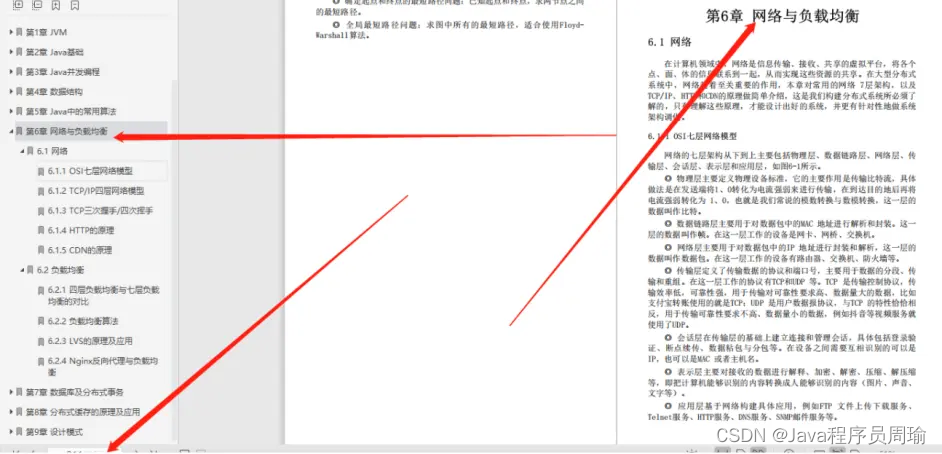 第1章 JVM
第2章 Java基础
第3章 Java并发编程
第4章 数据结构
第5章 Java中的常用算法
第6章 网络与负载均衡
6.1 网络
6.1.1 OSI七层网络模型
6.1.2 TCP/IP四层网络模型
6.1.3 TCP三次握手/四次挥手
6.1.4 HTTP的原理
6.1.5 CDN的原理
6.2 负载均衡
6.2.1 四层负载均衡与七层负载
均衡的对比
6.2.2 负载均衡算法
6.2.3 LVS的原理及应用
6.2.4 Nginx反向代理与负载均
衡
第7章 数据库及分布式事务
第8章 分布式缓存的原理及应用
第9章 设计模式
的最短路径。
全局最短路径问题：求图中所有的最短路径，适合使用Floyd-
Warshall算法。
第6章 网络与负载均衡
6.1 网络
在计算机领域中，网络是信息传输、接收、共享的虚拟平台，将各个
点、面、体的信息联系到一起，从而实现这些资源的共享。在大型分布式
系统中，网络起着至关重要的作用，本章对常用的网络 7层架构，以及
TCP/IP、HTTP和CDN的原理做简单介绍，这是我们构建分布式系统所必须了
解的，只有理解这些原理，才能设计出好的系统，并更有针对性地做系统
架构调优。
6.1.1 OSI七层网络模型
网络的七层架构从下到上主要包括物理层、数据链路层、网络层、传
输层、会话层、表示层和应用层，如图6-1所示。
物理层主要定义物理设备标准，它的主要作用是传输比特流，具体
做法是在发送端将1、0转化为电流强弱来进行传输，在到达目的地后再将
电流强弱转化为 1、0，也就是我们常说的模数转换与数模转换，这一层的
数据叫作比特。
数据链路层主要用于对数据包中的MAC 地址进行解析和封装。这一
层的数据叫作帧。在这一层工作的设备是网卡、网桥、交换机。
网络层主要用于对数据包中的IP 地址进行封装和解析，这一层的
数据叫作数据包。在这一层工作的设备有路由器、交换机、防火墙等。
传输层定义了传输数据的协议和端口号，主要用于数据的分段、传
输和重组。在这一层工作的协议有TCP和UDP 等。TCP 是传输控制协议，传
输效率低，可靠性强，用于传输对可靠性要求高、数据量大的数据，比如
支付宝转账使用的就是TCP；UDP 是用户数据报协议，与TCP 的特性恰恰相
反，用于传输可靠性要求不高、数据量小的数据，例如抖音等视频服务就
使用了UDP。
会话层在传输层的基础上建立连接和管理会话，具体包括登录验
证、断点续传、数据粘包与分包等。在设备之间需要互相识别的可以是
IP，也可以是MAC 或者主机名。
表示层主要对接收的数据进行解释、加密、解密、压缩、解压缩
等，即把计算机能够识别的内容转换成人能够识别的内容（图片、声音、
文字等）。
应用层基于网络构建具体应用，例如FTP 文件上传下载服务、
Telnet服务、HTTP服务、DNS服务、SNMP邮件服务等。
CSDN @Java程序员周瑜